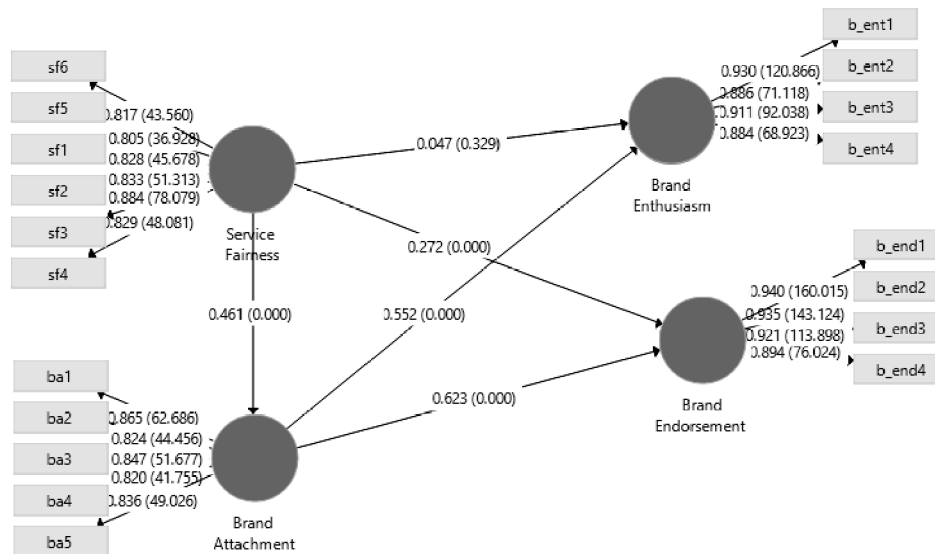 sf6
sf5
sf1
sf2
sf3
sf4
0.817 (43.560)
0.805 (36.928)
0.828 (45.678)
0.833 (51.313)
0.884 (78.079)
0.829 (48.081)
Service
Fairness
0.047 (0.329)
0.272 (0.000)
0.461 (0.000)
0.552 (0.000)
0.623 (0.000)
b_ent1
b_ent2
b_ent3
b_ent4
0.930 (120.866)
0.886 (71.118)
0.911 (92.038)
0.884 (68.923)
Brand
Enthusiasm
b_end1
b_end2
b_end3
b_end4
0.940 (160.015)
0.935 (143.124)
0.921 (113.898)
0.894 (76.024)
Brand
Endorsement
ba1
ba2
ba3
ba4
ba5
0.865 (62.686)
0.824 (44.456)
0.847 (51.677)
0.820 (41.755)
0.836 (49.026)
Brand
Attachment